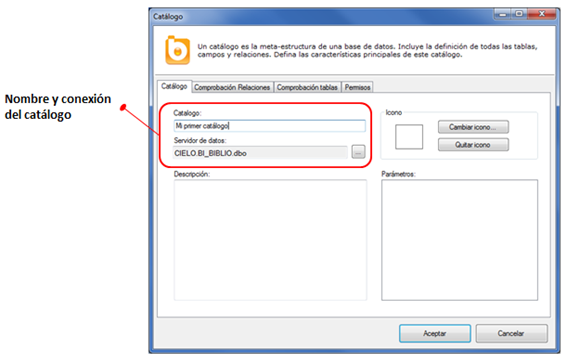 Catálogo
Un catálogo es la meta-estructura de una base de datos. Incluye la definición de todas las tablas,
campos y relaciones. Defina las características principales de este catálogo.
Catálogo Comprobación Relaciones Comprobación tablas Permisos
Nombre y conexión
del catálogo
Catalogo:
Mi primer catálogo
Servidor de datos:
CIELO.BI_BIBLIO.dbo
...
Icono
Cambiar icono...
Quitar icono
Descripción:
Parámetros:
Aceptar
Cancelar